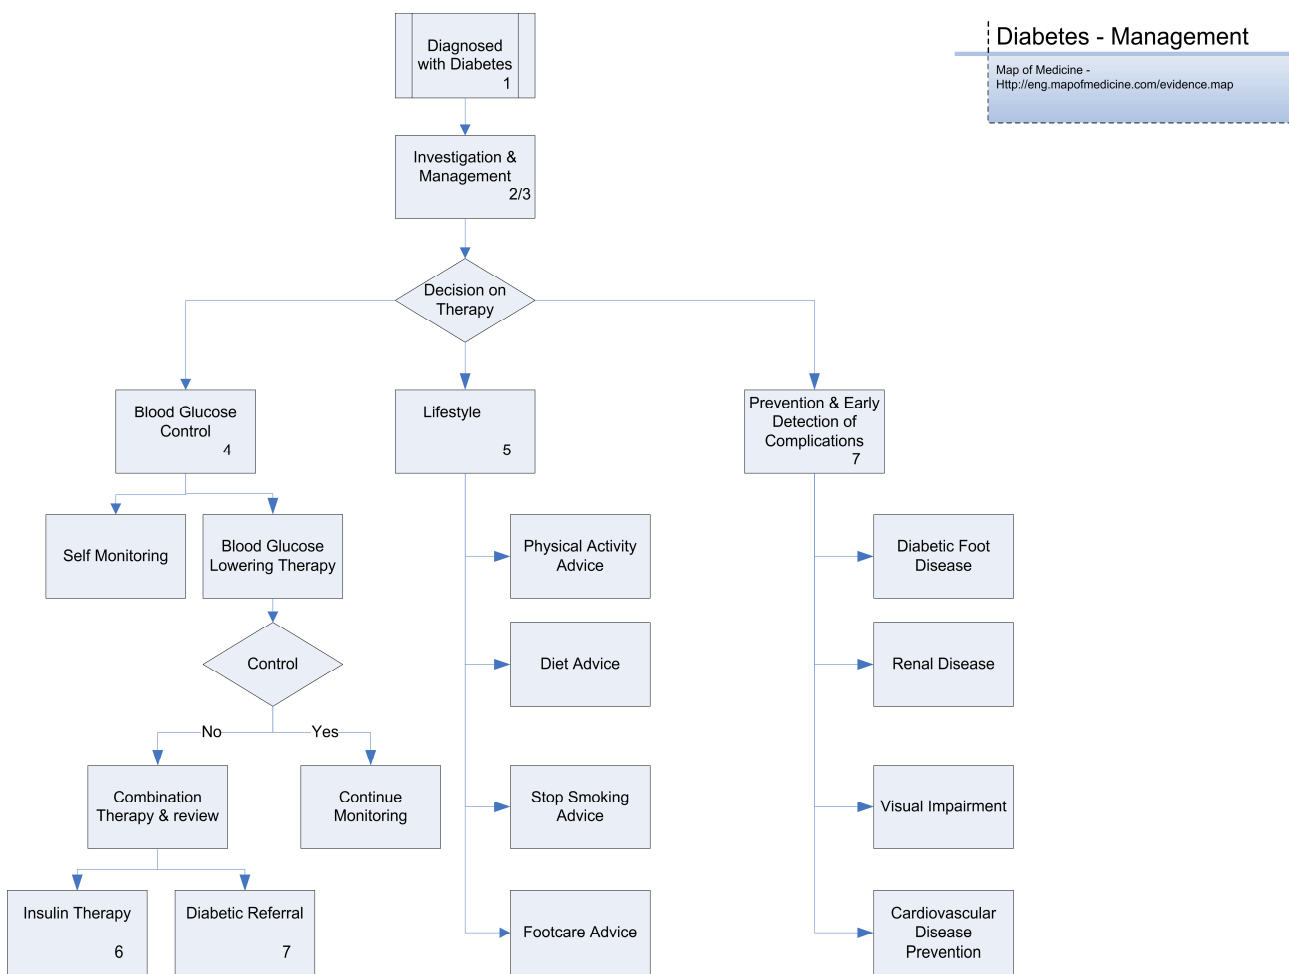 Diabetes - Management
Map of Medicine -
Http://eng.mapofmedicine.com/evidence.map
Diagnosed
with Diabetes
1
Investigation &
Management
2/3
Decision on
Therapy
Blood Glucose
Control
4
Lifestyle
5
Prevention & Early
Detection of
Complications
7
Self Monitoring
Blood Glucose
Lowering Therapy
Physical Activity
Advice
Diabetic Foot
Disease
Control
Diet Advice
Renal Disease
No
Yes
Combination
Therapy & review
Continue
Monitoring
Stop Smoking
Advice
Visual Impairment
Insulin Therapy
6
Diabetic Referral
7
Footcare Advice
Cardiovascular
Disease
Prevention